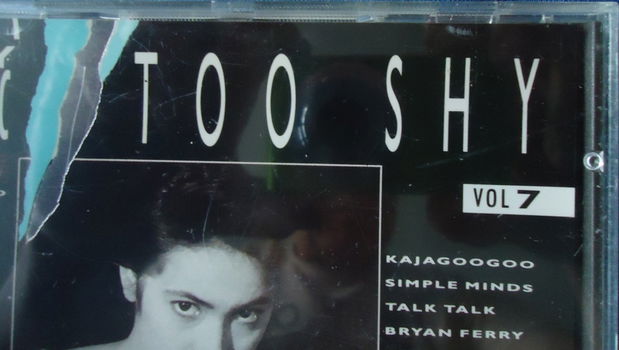 TOO SHY
VOL 7
KAJAGOOGOO
SIMPLE MINDS
TALK TALK
BRYAN FERRY